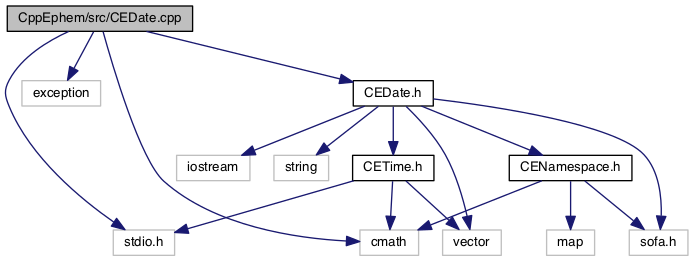 CppEphem/src/CEDate.cpp
exception
CEDate.h
iostream
string
CETime.h
CENamespace.h
stdio.h
cmath
vector
map
sofa.h